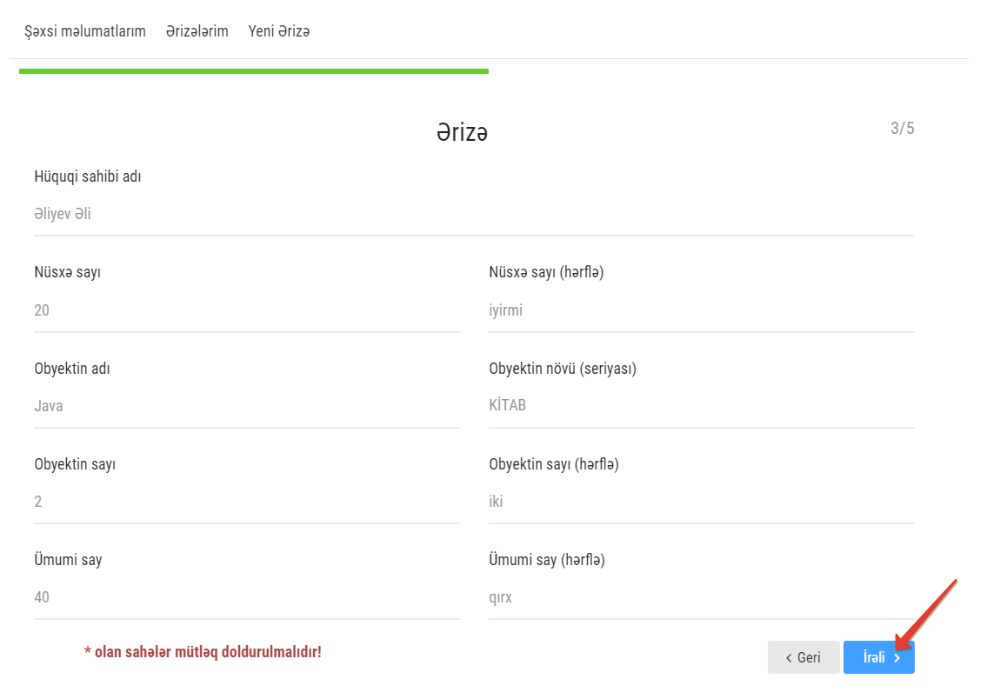 Şəxsi məlumatlarım Ərizələrim Yeni Ərizə
Ərizə 3/5
Hüquqi sahibi adı
Əliyev Əli
Nüsxə sayı Nüsxə sayı (hərflə)
20 iyirmi
Obyektin adı Obyektin növü (seriyası)
Java KİTAB
Obyektin sayı Obyektin sayı (hərflə)
2 iki
Ümumi say Ümumi say (hərflə)
40 qırx
* olan sahələr mütləq doldurulmalıdır! Geri İrəli